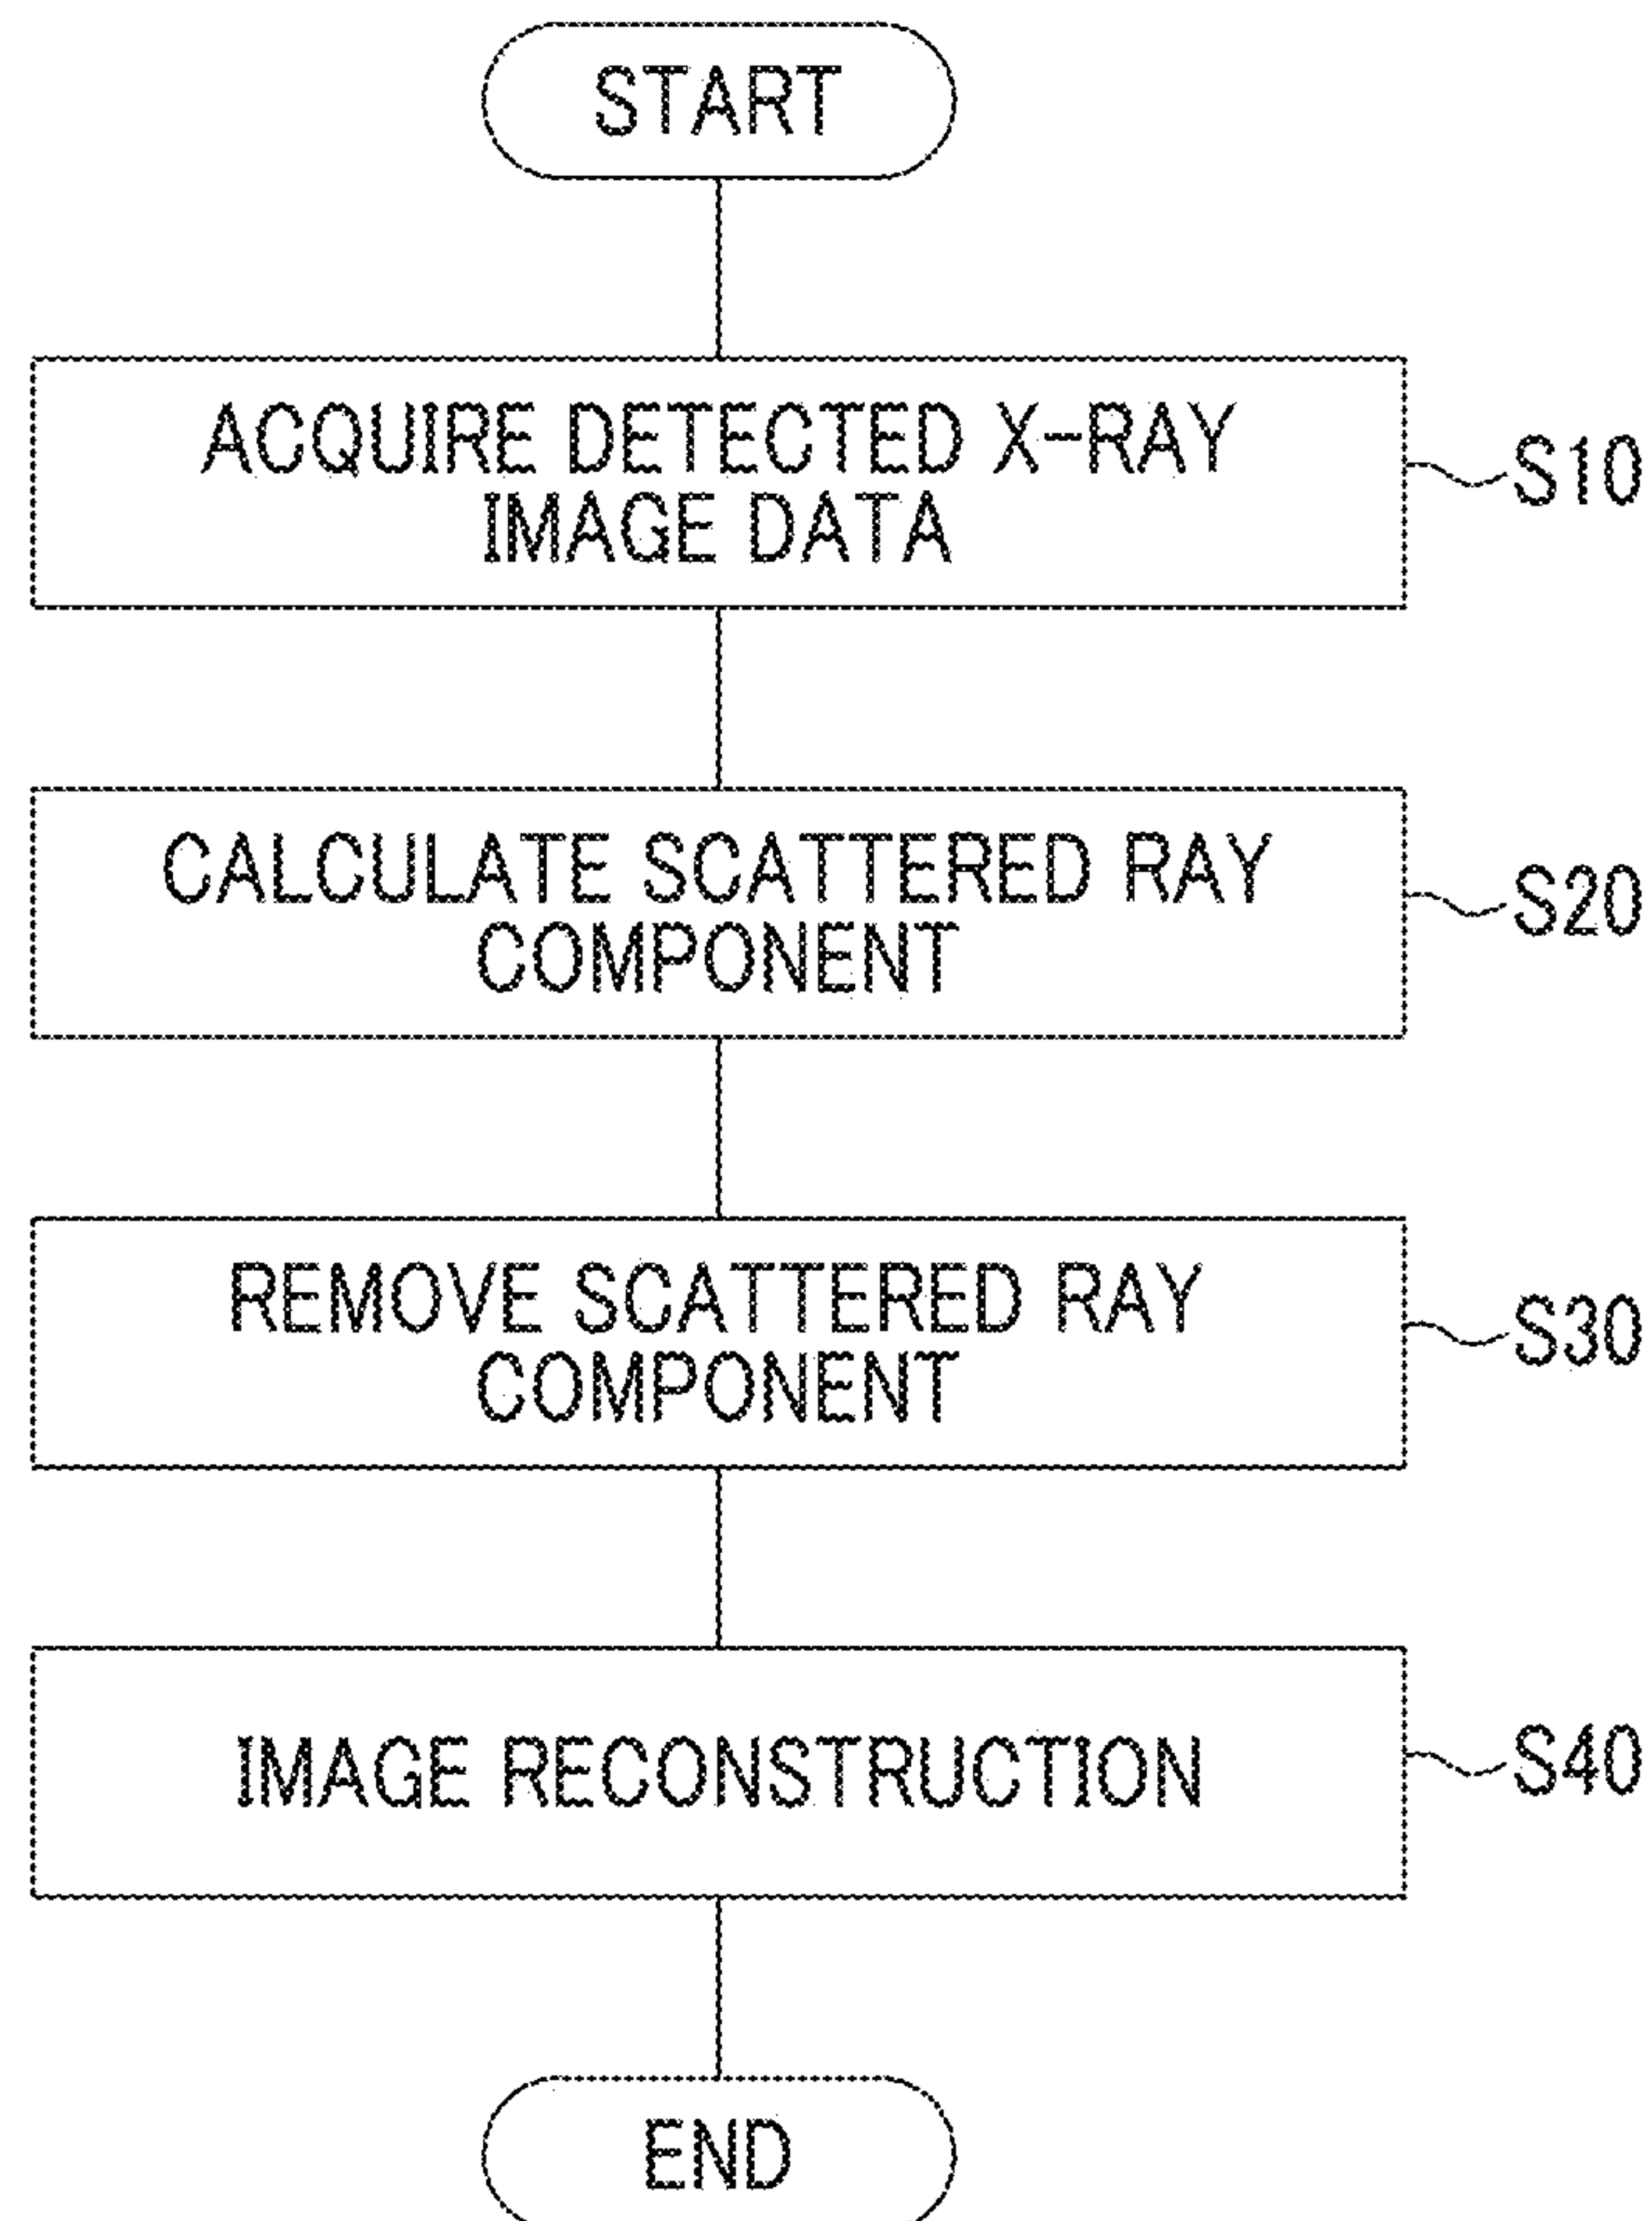 START
ACQUIRE DETECTED X-RAY
IMAGE DATA
S10
CALCULATE SCATTERED RAY
COMPONENT
S20
REMOVE SCATTERED RAY
COMPONENT
S30
IMAGE RECONSTRUCTION
S40
END